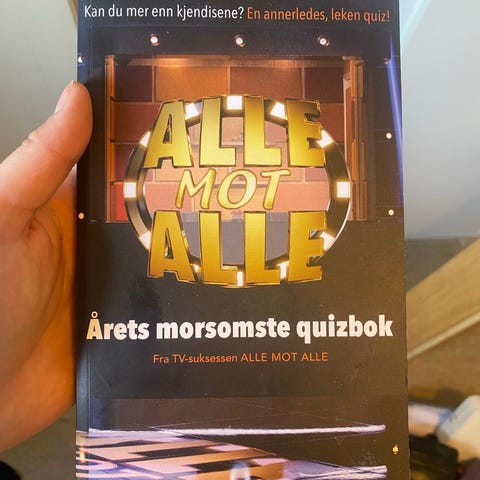 Kan du mer enn kjendisene? En annerledes, leken quiz!
ALLE
MOT
ALLE
Årets morsomste quizbok
Fra TV-suksessen ALLE MOT ALLE